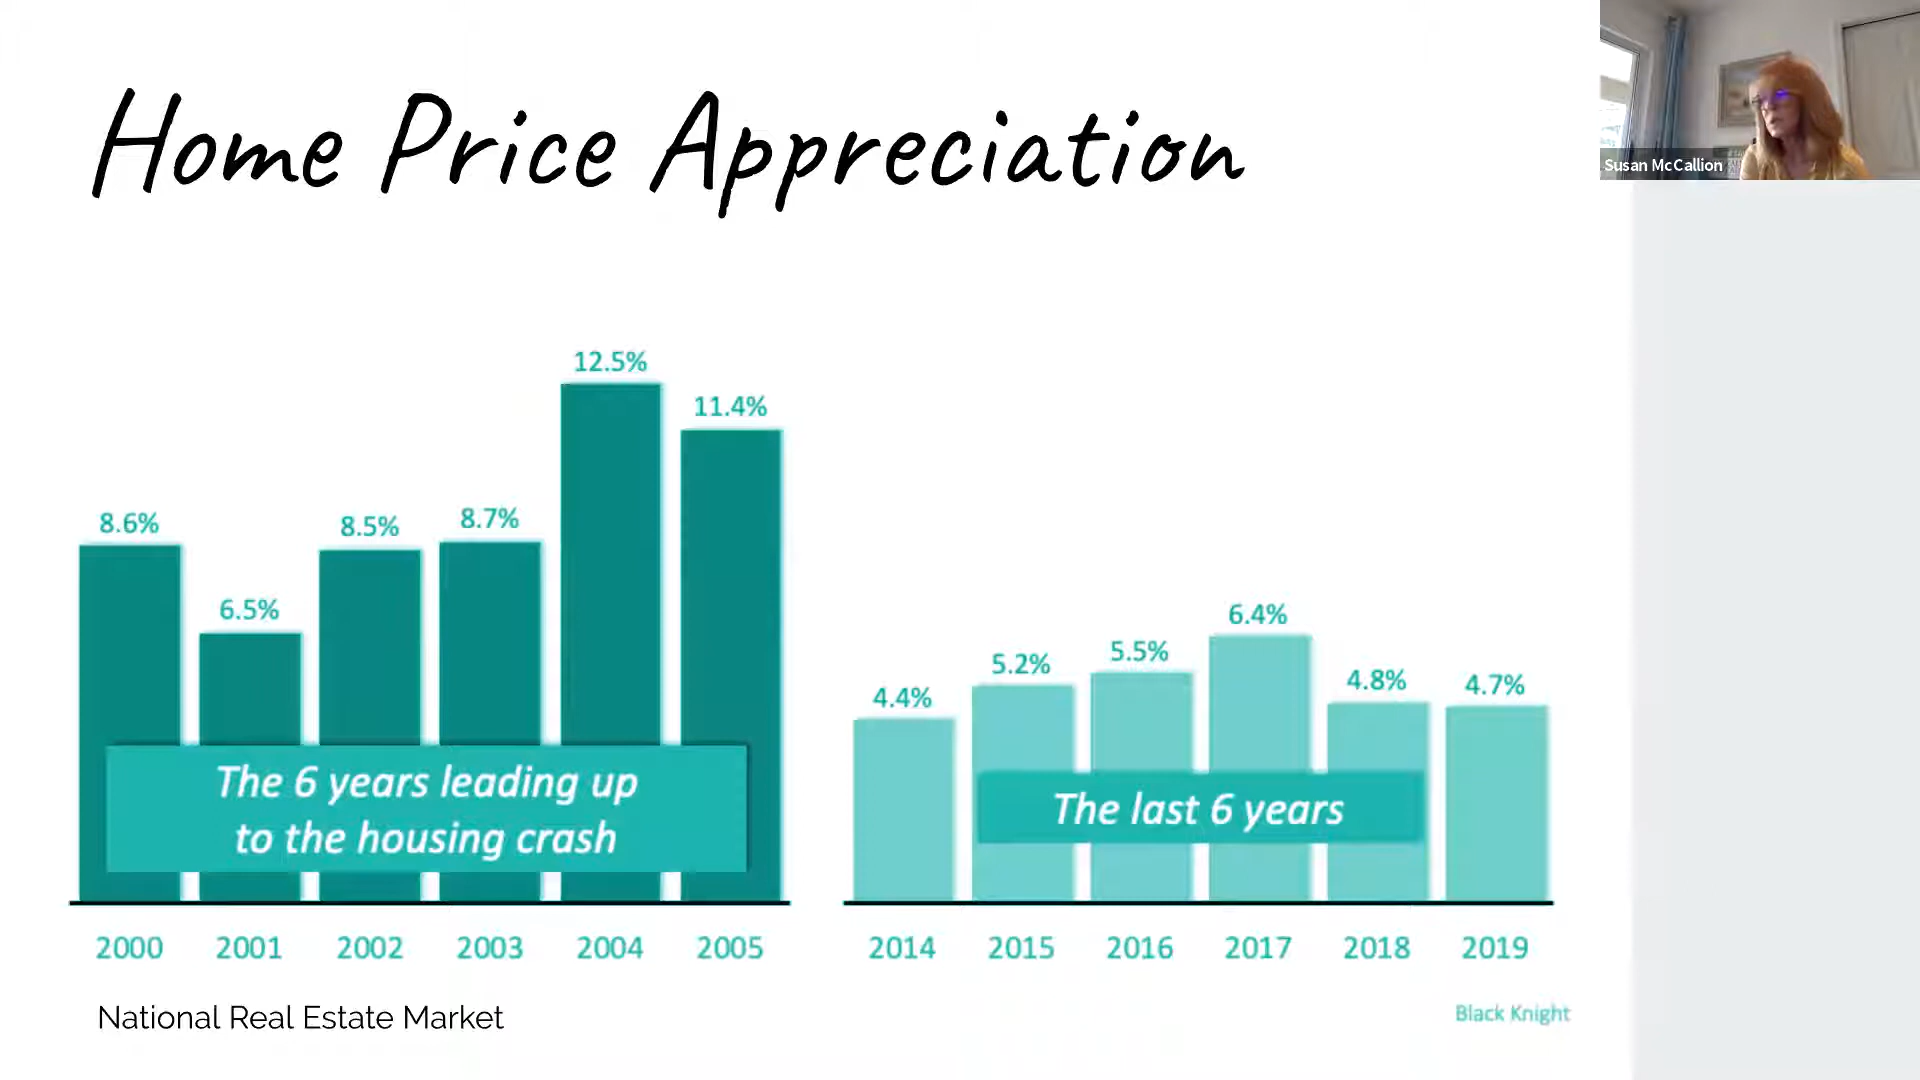 Home Price Appreciation
Susan McCallion
12.5%
11.4%
8.6%
6.5%
8.5%
8.7%
The 6 years leading up
to the housing crash
2000 2001 2002 2003 2004 2005
6.4%
5.5%
5.2%
4.4%
4.8%
4.7%
The last 6 years
2014 2015 2016 2017 2018 2019
National Real Estate Market
Black Knight